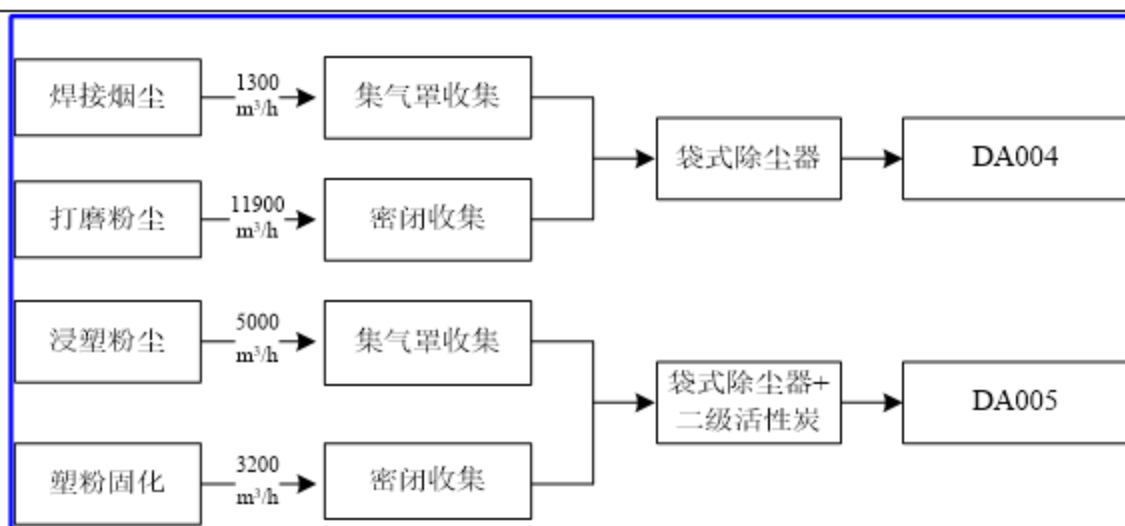 焊接烟尘
1300
m³/h
集气罩收集
打磨粉尘
11900
m³/h
密闭收集
袋式除尘器
DA004
浸塑粉尘
5000
m³/h
集气罩收集
塑粉固化
3200
m³/h
密闭收集
袋式除尘器+
二级活性炭
DA005